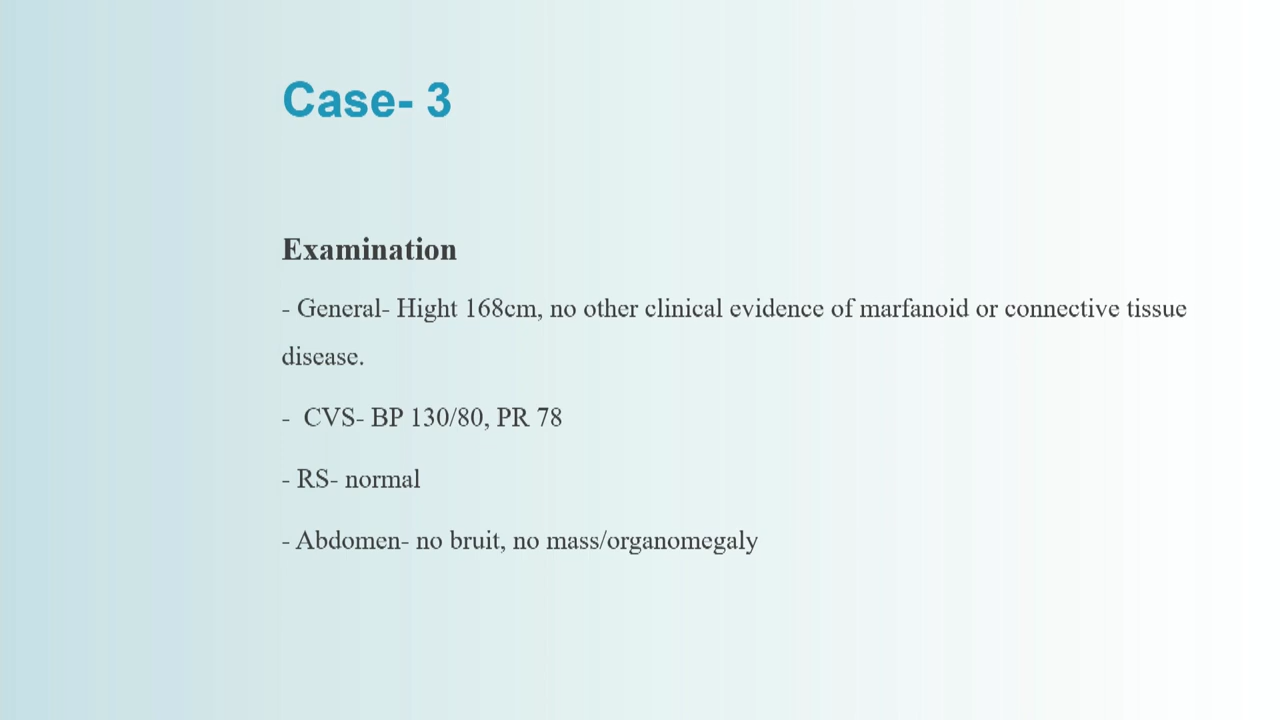 Case- 3
Examination
- General- Hight 168cm, no other clinical evidence of marfanoid or connective tissue
disease.
- CVS- BP 130/80, PR 78
- RS- normal
- Abdomen- no bruit, no mass/organomegaly